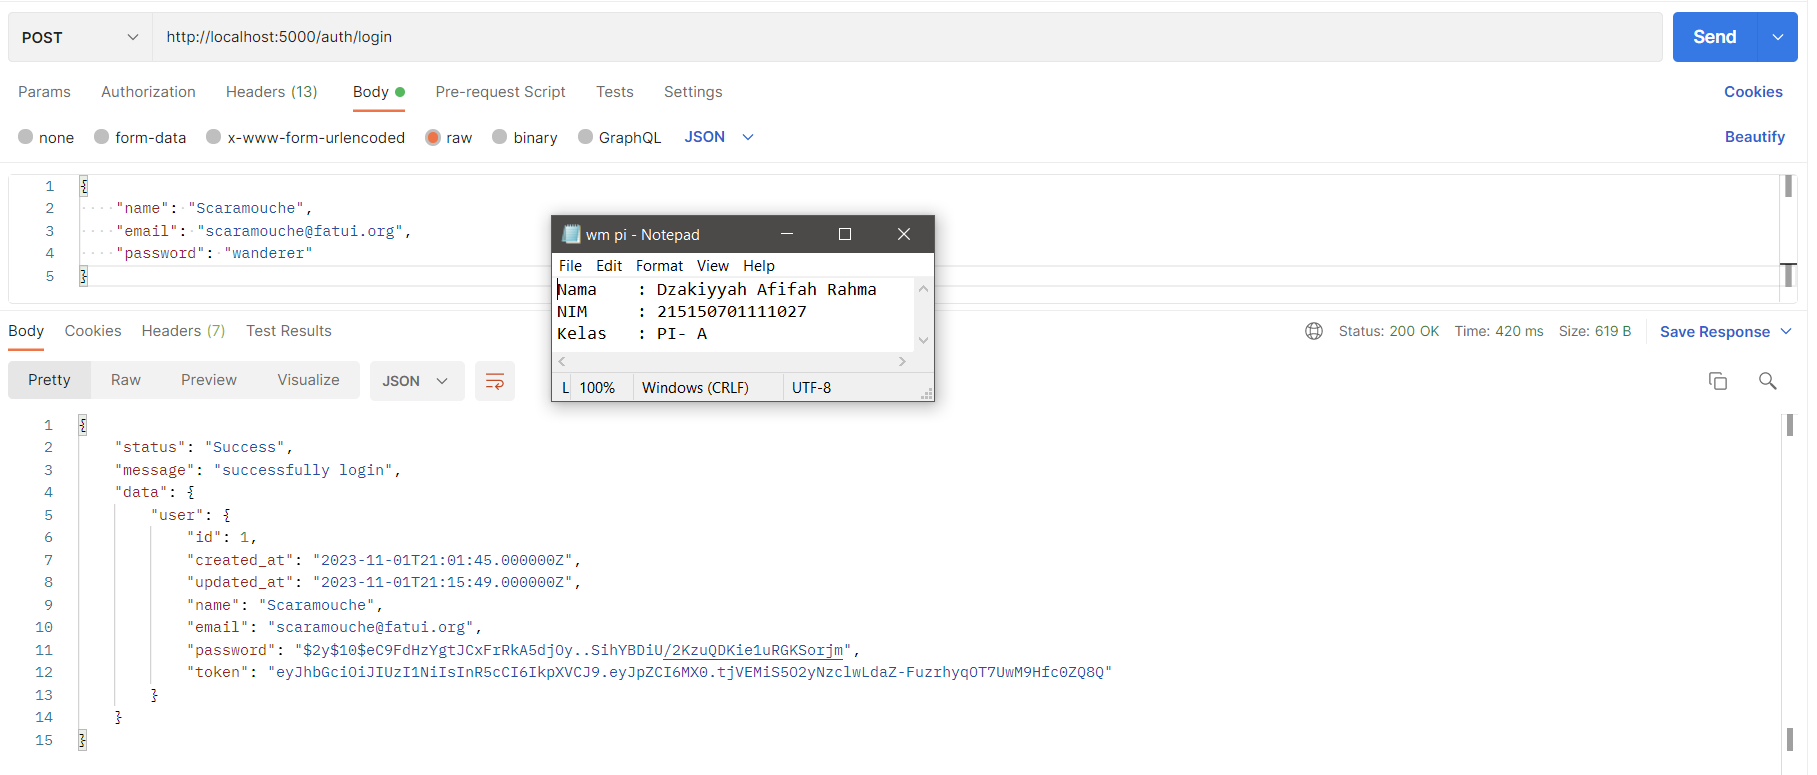 POST http://localhost:5000/auth/login Send
Params Authorization Headers (13) Body Pre-request Script Tests Settings Cookies
none form-data x-www-form-urlencoded raw binary GraphQL JSON Beautify
1 {
2 "name": "Scaramouche",
3 "email": "scaramouche@fatui.org",
4 "password": "wanderer"
5 }
wm pi - Notepad
File Edit Format View Help
Nama : Dzakiyyah Afifah Rahma
NIM : 215150701111027
Kelas : PI- A
L 100% Windows (CRLF) UTF-8
Body Cookies Headers (7) Test Results Status: 200 OK Time: 420 ms Size: 619 B Save Response
Pretty Raw Preview Visualize JSON
1 {
2 "status": "Success",
3 "message": "successfully login",
4 "data": {
5 "user": {
6 "id": 1,
7 "created_at": "2023-11-01T21:01:45.000000Z",
8 "updated_at": "2023-11-01T21:15:49.000000Z",
9 "name": "Scaramouche",
10 "email": "scaramouche@fatui.org",
11 "password": "$2y$10$eC9FdHzYgtJCxFrRkA5djOy..SihYBDiU/2KzuQDKie1uRGKSorjm",
12 "token": "eyJhbGciOiJIUzI1NiIsInR5cCI6IkpXVCJ9.eyJpZCI6MX0.tjVEMiS5O2yNzclwLdaZ-FuzrhyqOT7UwM9Hfc0ZQ8Q"
13 }
14 }
15 }